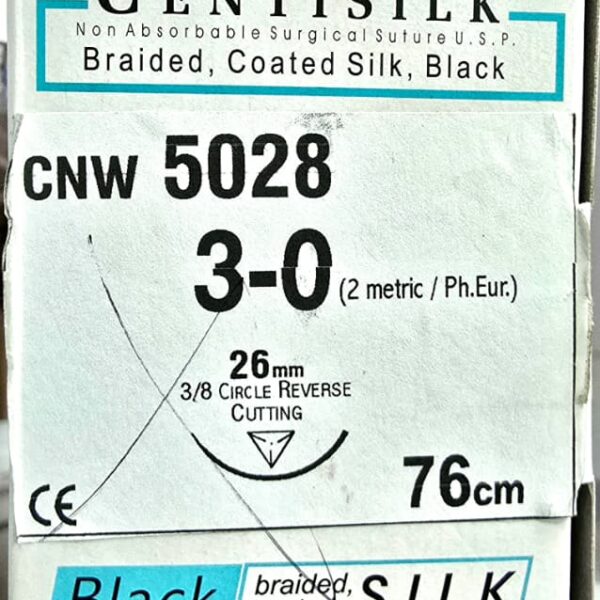 CENTISILK
Non Absorbable Surgical Suture U.S.P.
Braided, Coated Silk, Black
CNW 5028
3-0 (2 metric / Ph.Eur.)
26mm
3/8 CIRCLE REVERSE
CUTTING
76cm
CE
Black braided, SILK